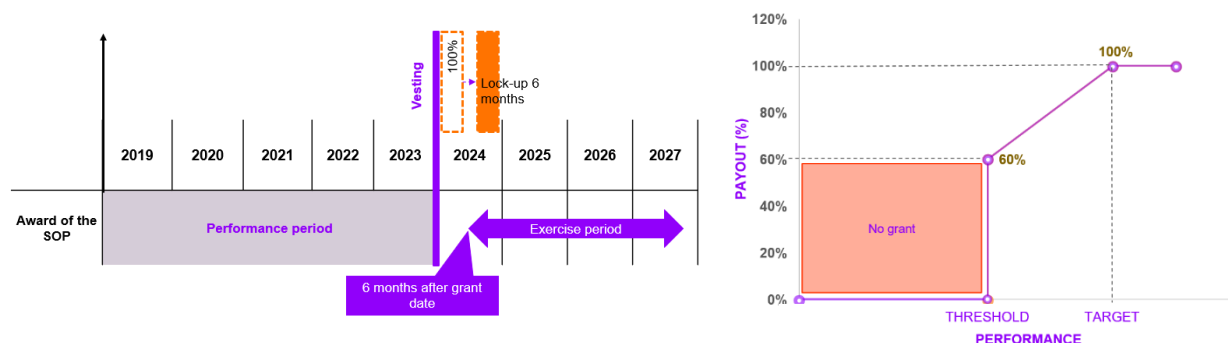 Vesting
100%
Lock-up 6
months
2019
2020
2021
2022
2023
2024
2025
2026
2027
Award of the
SOP
Performance period
Exercise period
6 months after grant
date
PAYOUT (%)
120%
100%
80%
60%
40%
20%
0%
100%
60%
No grant
THRESHOLD
TARGET
PERFORMANCE